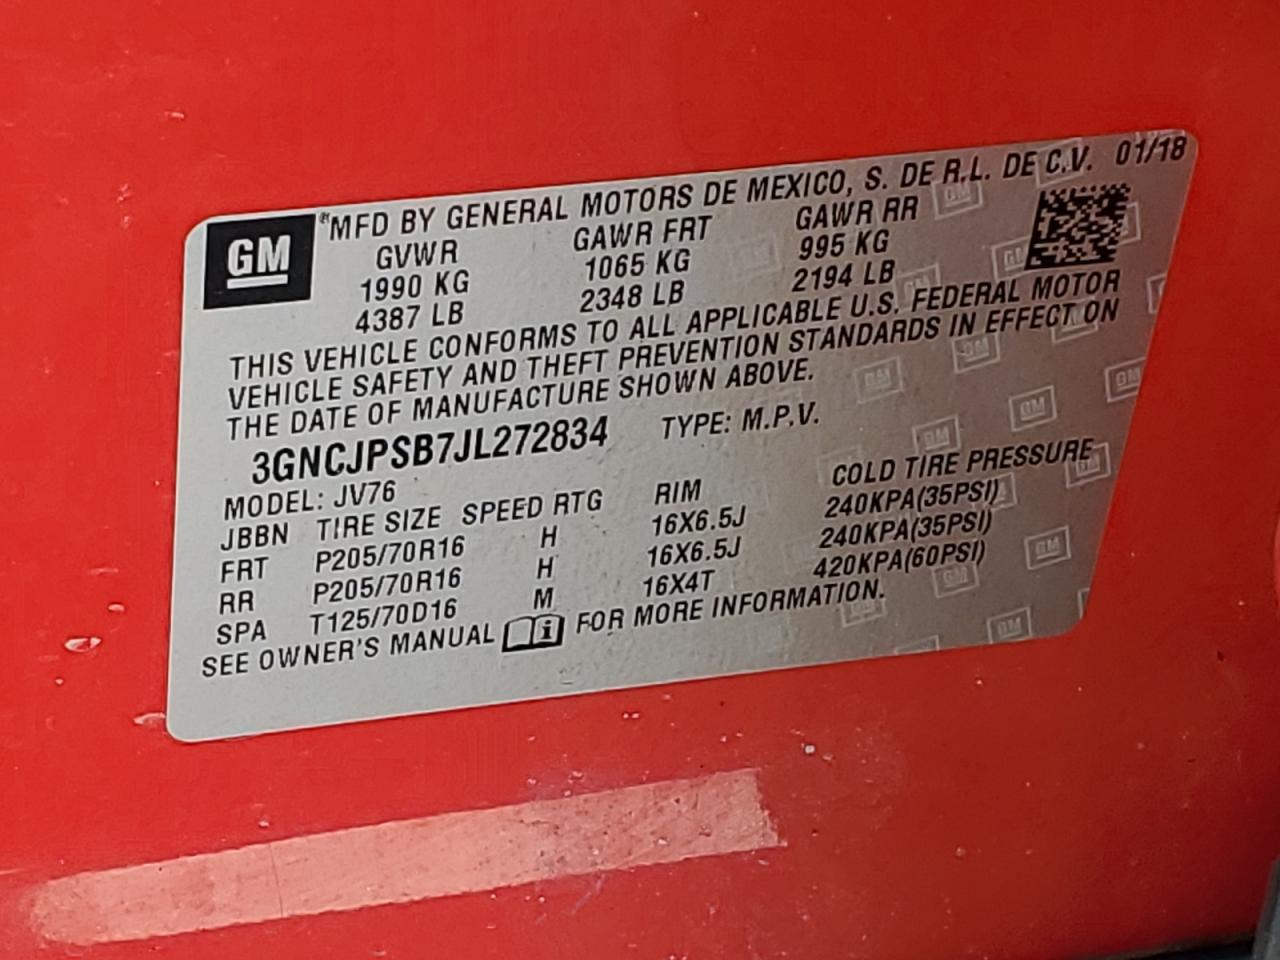 GM
®MFD BY GENERAL MOTORS DE MEXICO, S. DE R.L. DE C.V. 01/18
GVWR GAWR FRT GAWR RR
1990 KG 1065 KG 995 KG
4387 LB 2348 LB 2194 LB
THIS VEHICLE CONFORMS TO ALL APPLICABLE U.S. FEDERAL MOTOR
VEHICLE SAFETY AND THEFT PREVENTION STANDARDS IN EFFECT ON
THE DATE OF MANUFACTURE SHOWN ABOVE.
3GNCJPSB7JL272834 TYPE: M.P.V.
MODEL: JV76
JBBN TIRE SIZE SPEED RTG RIM COLD TIRE PRESSURE
FRT P205/70R16 H 16X6.5J 240KPA(35PSI)
RR P205/70R16 H 16X6.5J 240KPA(35PSI)
SPA T125/70D16 M 16X4T 420KPA(60PSI)
SEE OWNER'S MANUAL i FOR MORE INFORMATION.